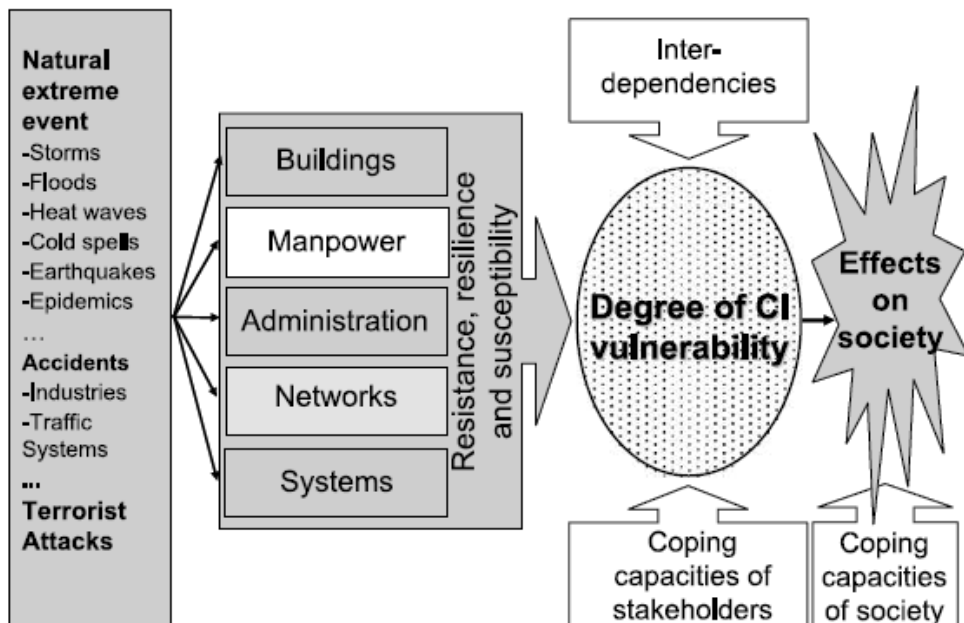 Natural
extreme
event
-Storms
-Floods
-Heat waves
-Cold spells
-Earthquakes
-Epidemics
...
Accidents
-Industries
-Traffic
Systems
...
Terrorist
Attacks
Buildings
Manpower
Administration
Networks
Systems
Resistance, resilience
and susceptibility
Inter-
dependencies
Degree of CI
vulnerability
Coping
capacities of
stakeholders
Effects
on
society
Coping
capacities
of society